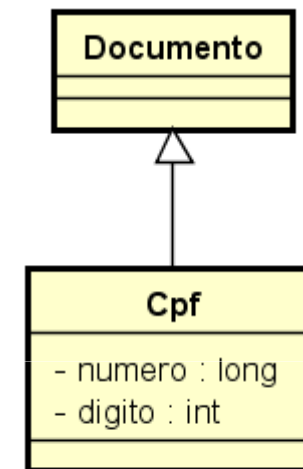 Documento
Cpf
- numero : long
- digito : int